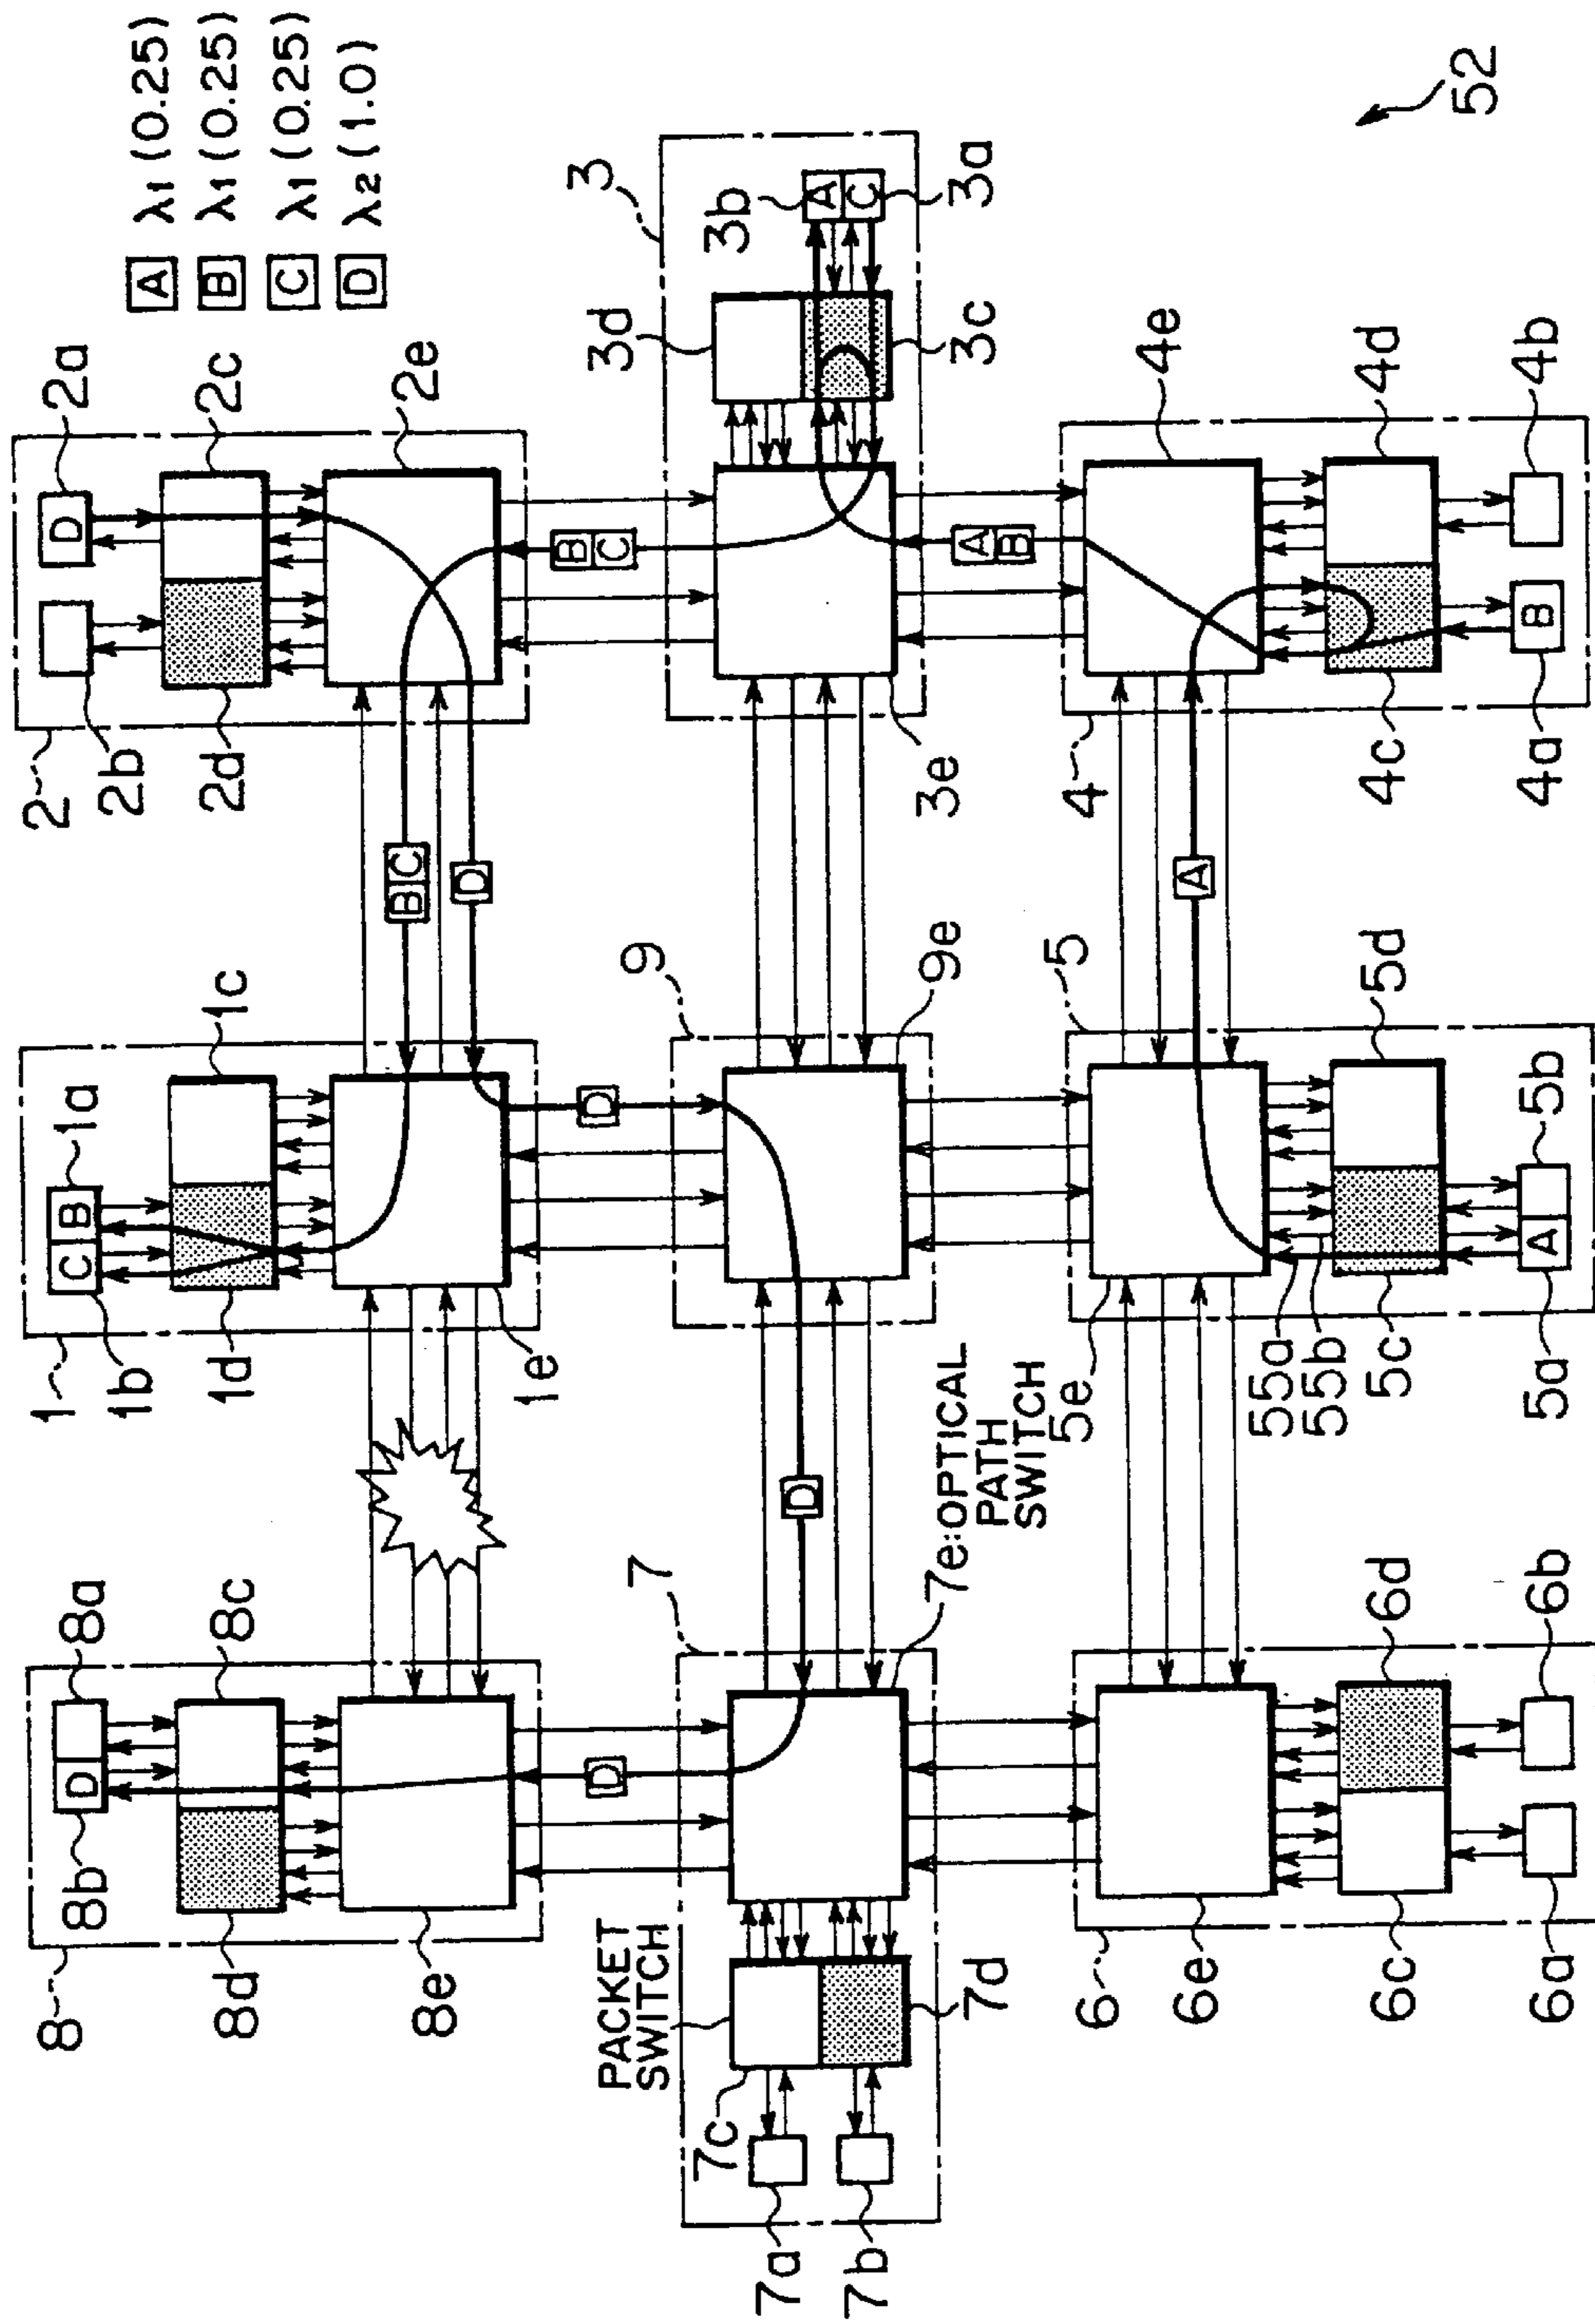 8
8a
8b
D
8c
8d
8e
D
1
1a
1b
C
B
1c
1d
1e
B
C
D
D
2
2a
D
2b
2c
2d
2e
A λ1 (0.25)
B λ1 (0.25)
C λ1 (0.25)
D λ2 (1.0)
B
C
PACKET
SWITCH
7
7a
7b
7c
7d
7e:OPTICAL
PATH
SWITCH
D
9
9e
3
3a
3b
A
C
3c
3d
3e
A
B
6
6a
6b
6c
6d
6e
5
5a
A
5b
5c
5d
5e
55a
55b
A
4
4a
B
4b
4c
4d
4e
52